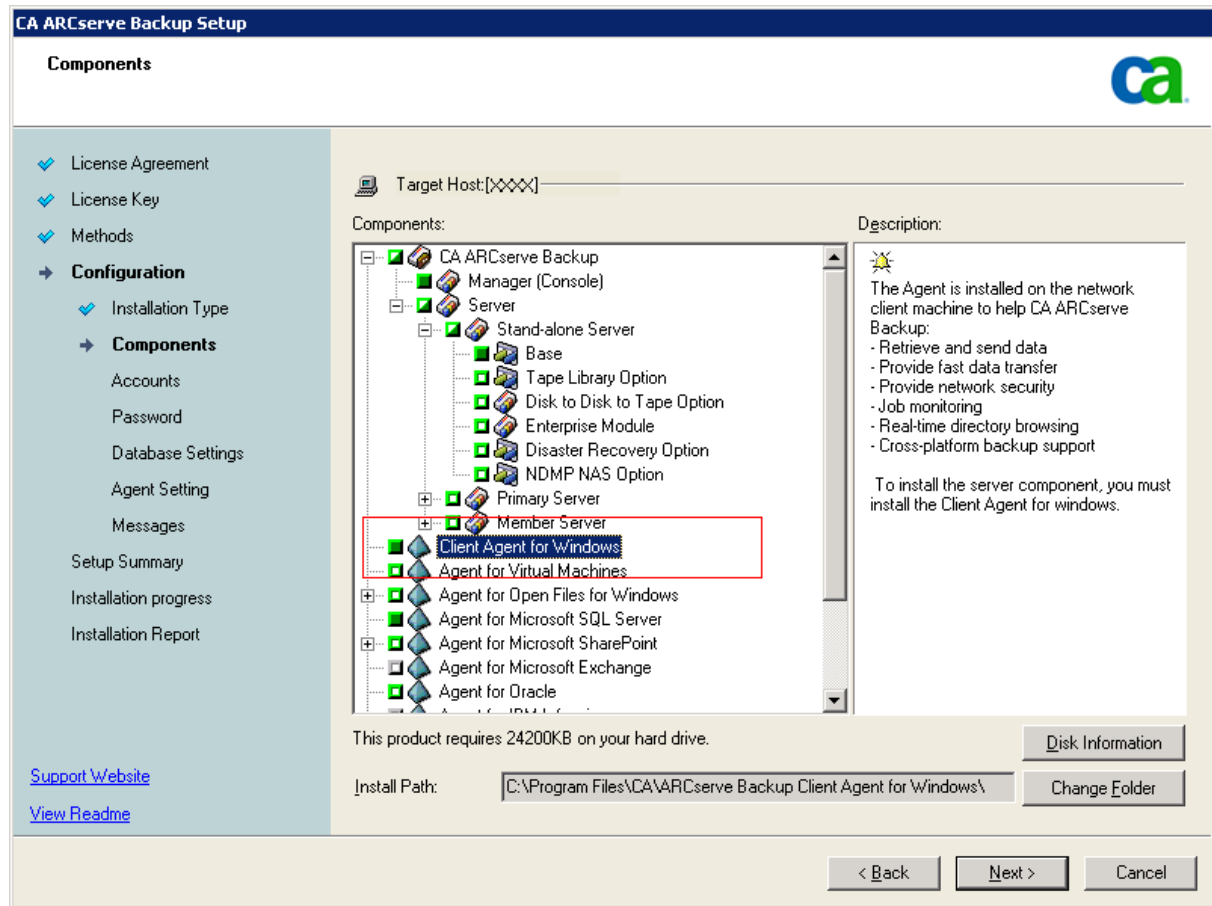 CA ARCserve Backup Setup
Components
ca
License Agreement
License Key
Methods
Configuration
Installation Type
Components
Accounts
Password
Database Settings
Agent Setting
Messages
Setup Summary
Installation progress
Installation Report
Support Website
View Readme
Target Host:[XXXX]
Components:
CA ARCserve Backup
Manager (Console)
Server
Stand-alone Server
Base
Tape Library Option
Disk to Disk to Tape Option
Enterprise Module
Disaster Recovery Option
NDMP NAS Option
Primary Server
Member Server
Client Agent for Windows
Agent for Virtual Machines
Agent for Open Files for Windows
Agent for Microsoft SQL Server
Agent for Microsoft SharePoint
Agent for Microsoft Exchange
Agent for Oracle
Description:
The Agent is installed on the network
client machine to help CA ARCserve
Backup:
- Retrieve and send data
- Provide fast data transfer
- Provide network security
- Job monitoring
- Real-time directory browsing
- Cross-platform backup support
To install the server component, you must
install the Client Agent for windows.
This product requires 24200KB on your hard drive.
Disk Information
Install Path:
C:\Program Files\CA\ARCserve Backup Client Agent for Windows\
Change Folder
< Back
Next >
Cancel